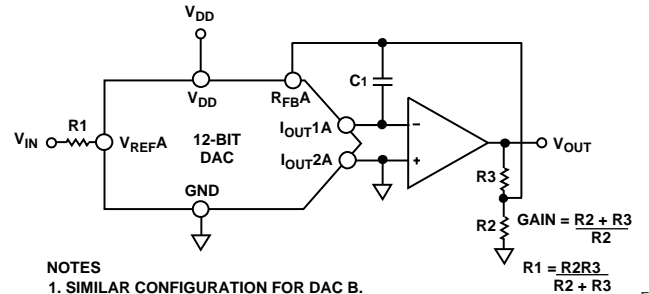 VDD
VDD
RFBA
C1
R1
VIN
VREFA
12-BIT
DAC
IOUT1A
IOUT2A
GND
–
+
VOUT
R3
R2
GAIN = R2 + R3
R2
R1 = R2R3
R2 + R3
NOTES
1. SIMILAR CONFIGURATION FOR DAC B.